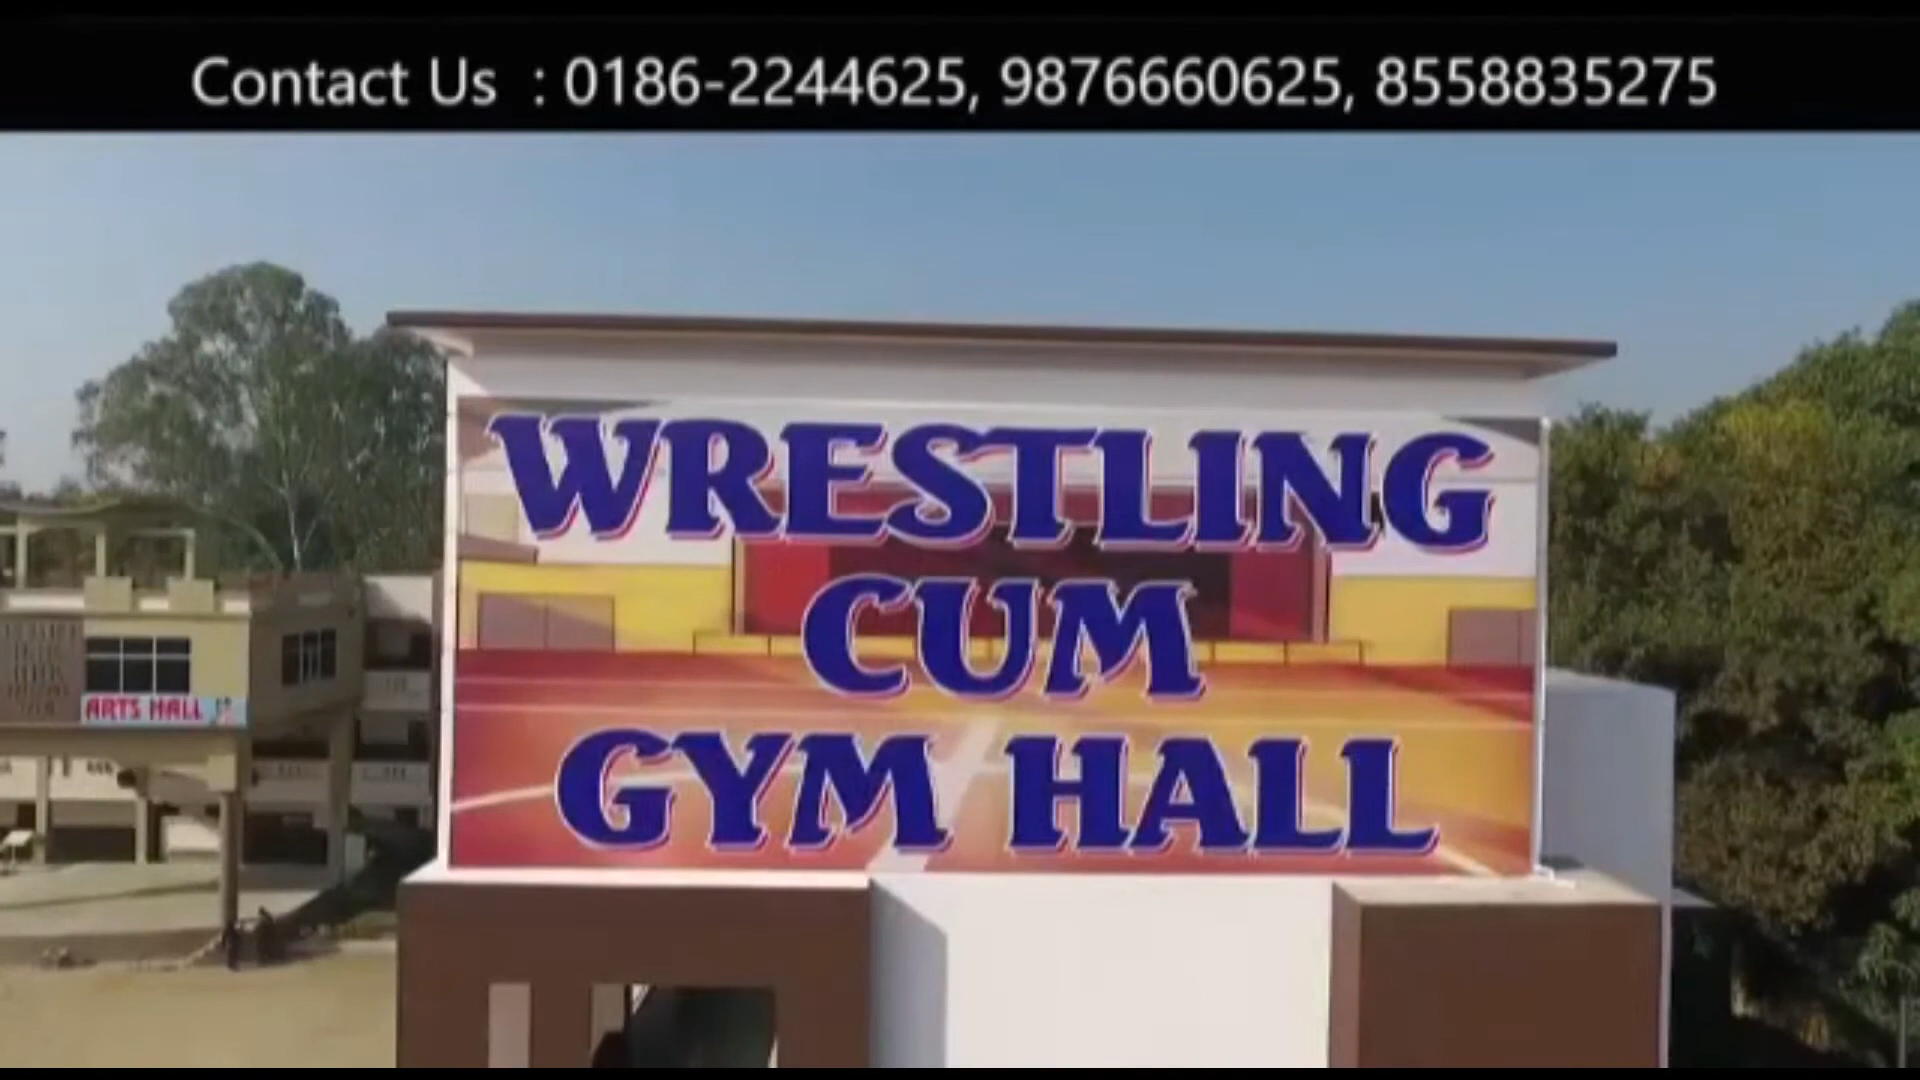 Contact Us : 0186-2244625, 9876660625, 8558835275
WRESTLING
CUM
GYM HALL
ARTS HALL